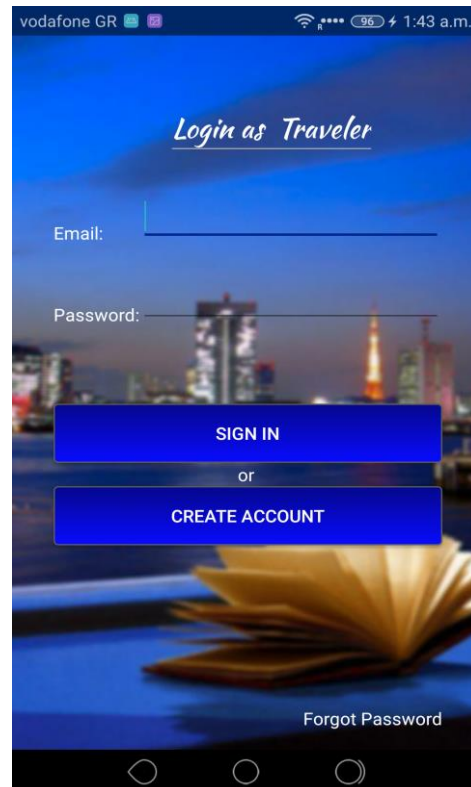 vodafone GR R 96 1:43 a.m.
Login as Traveler
Email:
Password:
SIGN IN
or
CREATE ACCOUNT
Forgot Password